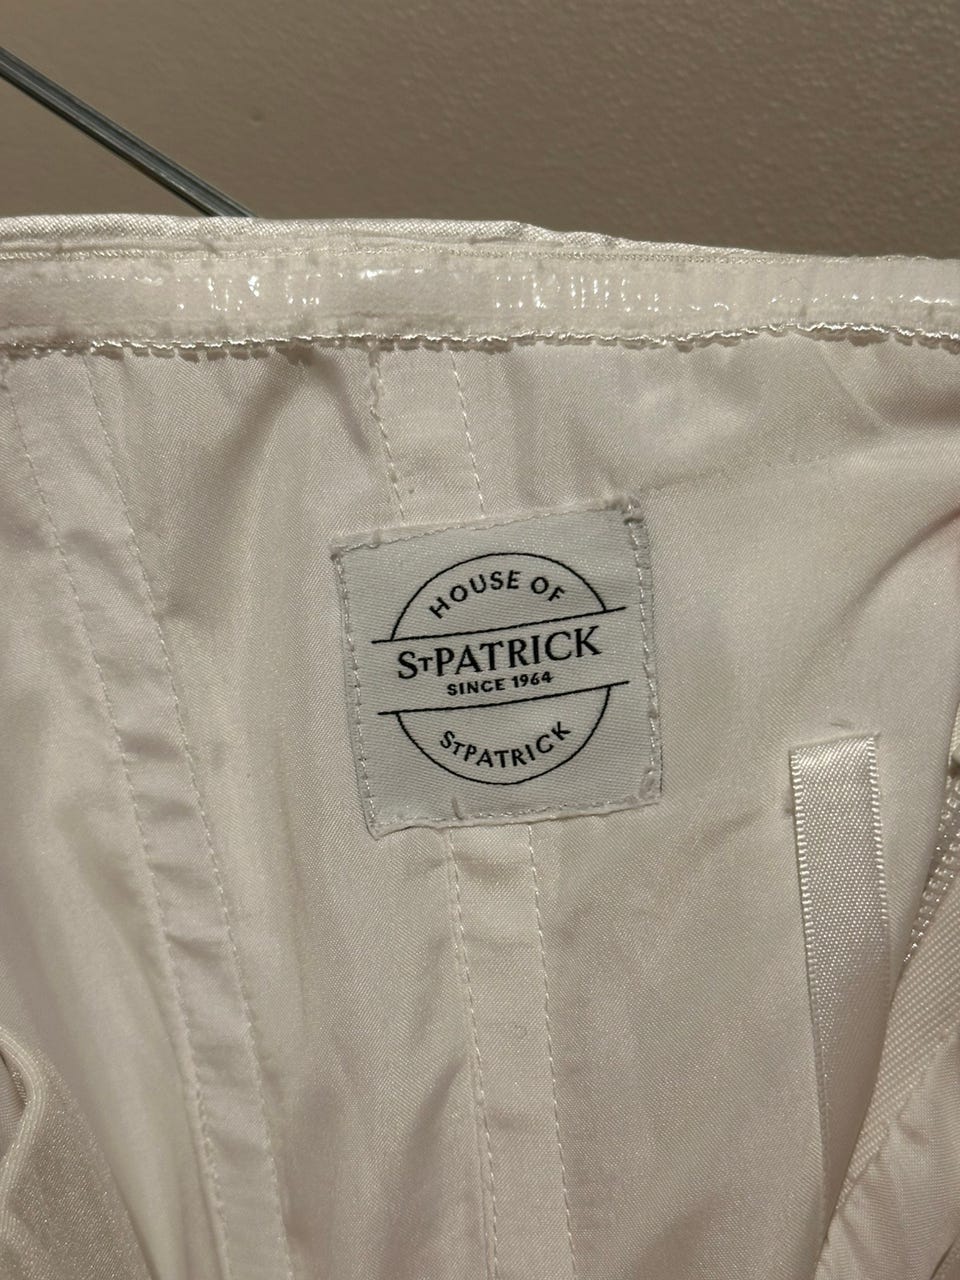 HOUSE OF
STPATRICK
SINCE 1964
STPATRICK